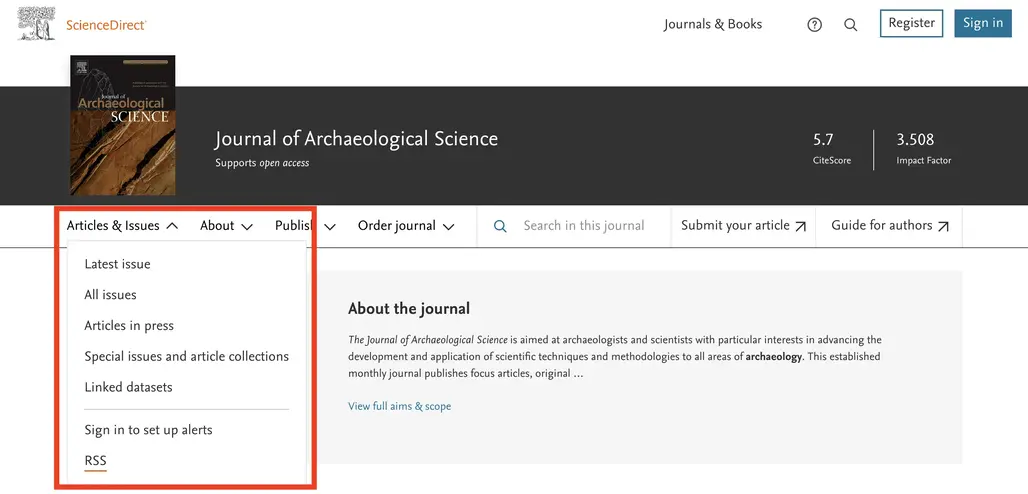 ScienceDirect
Journals & Books
Register
Sign in
Journal of
Archaeological
SCIENCE
Journal of Archaeological Science
Supports open access
5.7
CiteScore
3.508
Impact Factor
Articles & Issues
About
Publish
Order journal
Search in this journal
Submit your article
Guide for authors
Latest issue
All issues
Articles in press
Special issues and article collections
Linked datasets
Sign in to set up alerts
RSS
About the journal
The Journal of Archaeological Science is aimed at archaeologists and scientists with particular interests in advancing the
development and application of scientific techniques and methodologies to all areas of archaeology. This established
monthly journal publishes focus articles, original ...
View full aims & scope